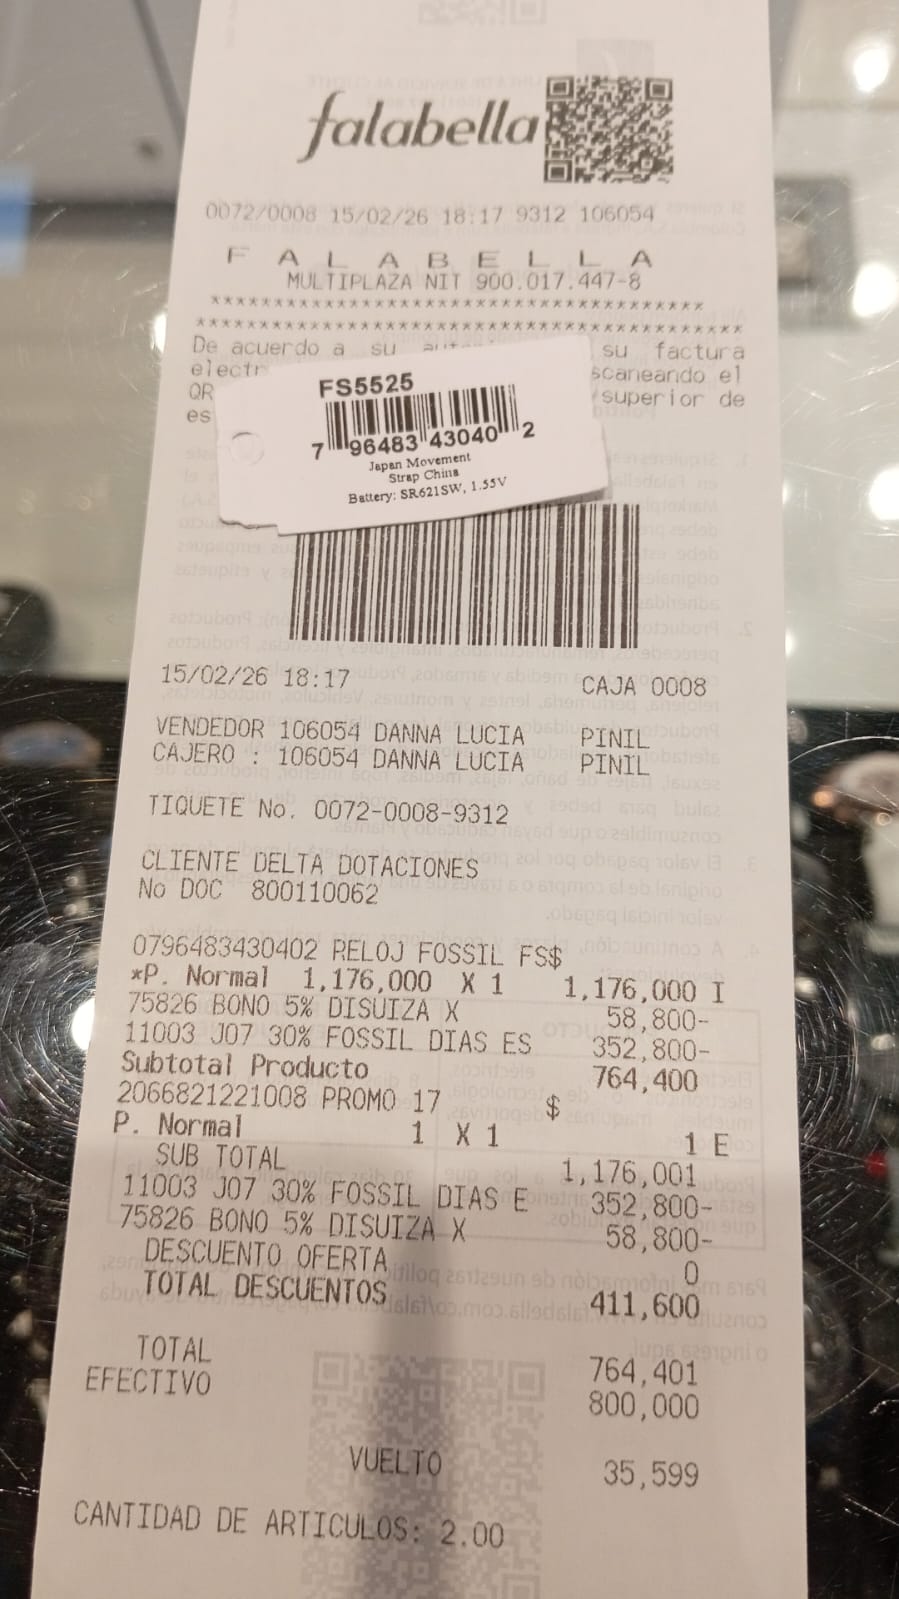 falabella
0072/0008 15/02/26 18:17 9312 106054
F A L A B E L L A
MULTIPLAZA NIT 900.017.447-8
***************************************
*******************************************
De acuerdo a su su factura
electr scaneando el
QR superior de
es
FS5525
7 96483 43040 2
Japan Movement
Strap China
Battery: SR621SW, 1.55V
15/02/26 18:17 CAJA 0008
VENDEDOR 106054 DANNA LUCIA PINIL
CAJERO : 106054 DANNA LUCIA PINIL
TIQUETE No. 0072-0008-9312
CLIENTE DELTA DOTACIONES
No DOC 800110062
0796483430402 RELOJ FOSSIL FS$
*P. Normal 1,176,000 X 1 1,176,000 I
75826 BONO 5% DISUIZA X 58,800-
11003 J07 30% FOSSIL DIAS ES 352,800-
Subtotal Producto 764,400
2066821221008 PROMO 17 $
P. Normal 1 X 1 1 E
SUB TOTAL 1,176,001
11003 J07 30% FOSSIL DIAS E 352,800-
75826 BONO 5% DISUIZA X 58,800-
DESCUENTO OFERTA 0
TOTAL DESCUENTOS 411,600
TOTAL 764,401
EFECTIVO 800,000
VUELTO 35,599
CANTIDAD DE ARTICULOS: 2.00